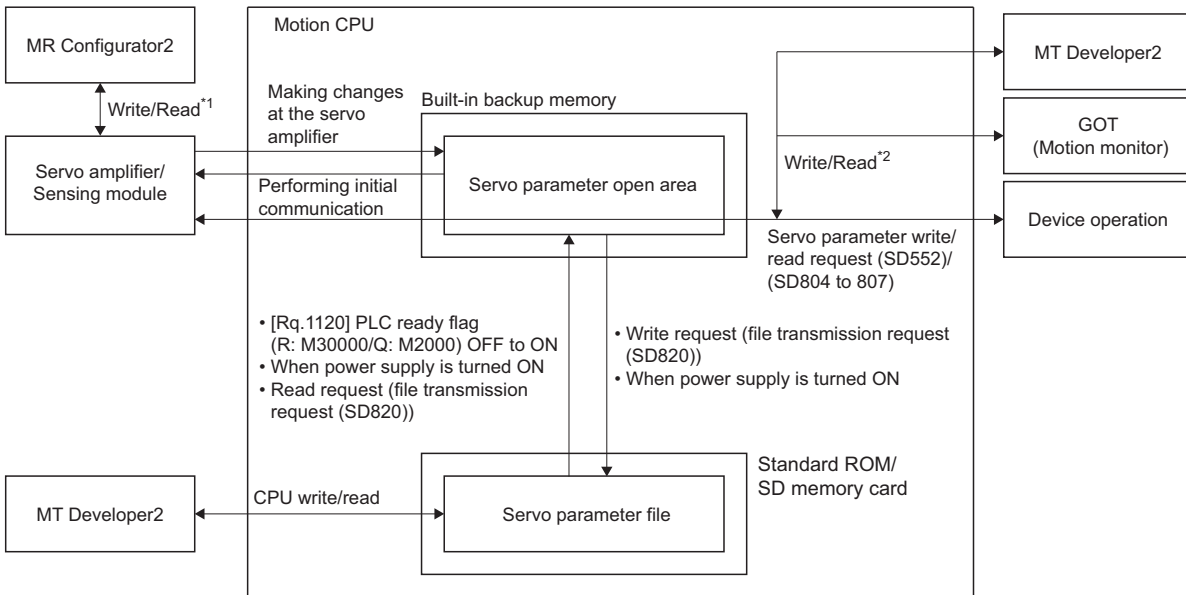 Motion CPU
MR Configurator2
Write/Read*1
Making changes
at the servo
amplifier
Built-in backup memory
MT Developer2
GOT
(Motion monitor)
Write/Read*2
Servo amplifier/
Sensing module
Servo parameter open area
Performing initial
communication
Device operation
Servo parameter write/
read request (SD552)/
(SD804 to 807)
• [Rq.1120] PLC ready flag
(R: M30000/Q: M2000) OFF to ON
• When power supply is turned ON
• Read request (file transmission
request (SD820))
• Write request (file transmission request
(SD820))
• When power supply is turned ON
Standard ROM/
SD memory card
MT Developer2
CPU write/read
Servo parameter file